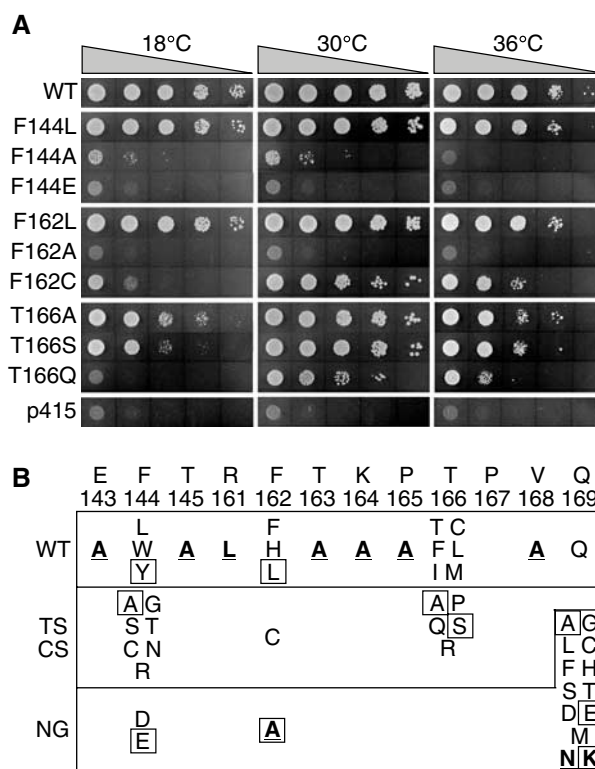 A
18°C 30°C 36°C
WT
F144L
F144A
F144E
F162L
F162A
F162C
T166A
T166S
T166Q
p415
B
E F T R F T K P T P V Q
143 144 145 161 162 163 164 165 166 167 168 169
L F T C
WT A W A L H A A A F L A Q
Y L I M
A G A P
TS S T C Q S A G
CS C N R L C
R F H
S T
D D E
NG E A M
N K